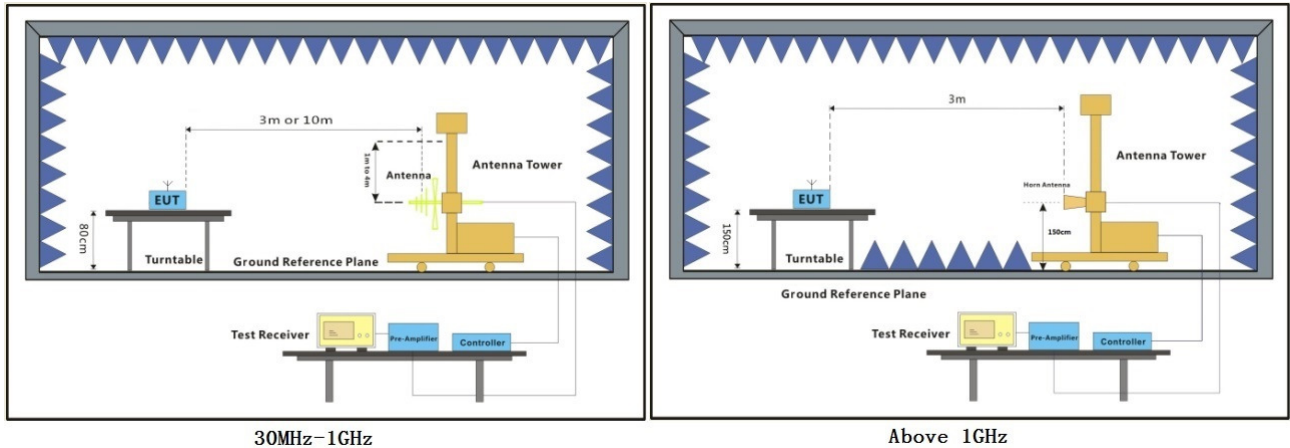 3m or 10m
1m to 4m
Antenna
Antenna Tower
EUT
80cm
Turntable
Ground Reference Plane
Test Receiver
Pre-Amplifier
Controller
30MHz-1GHz
3m
Antenna Tower
Horn Antenna
EUT
150cm
150cm
Turntable
Ground Reference Plane
Test Receiver
Pre-Amplifier
Controller
Above 1GHz